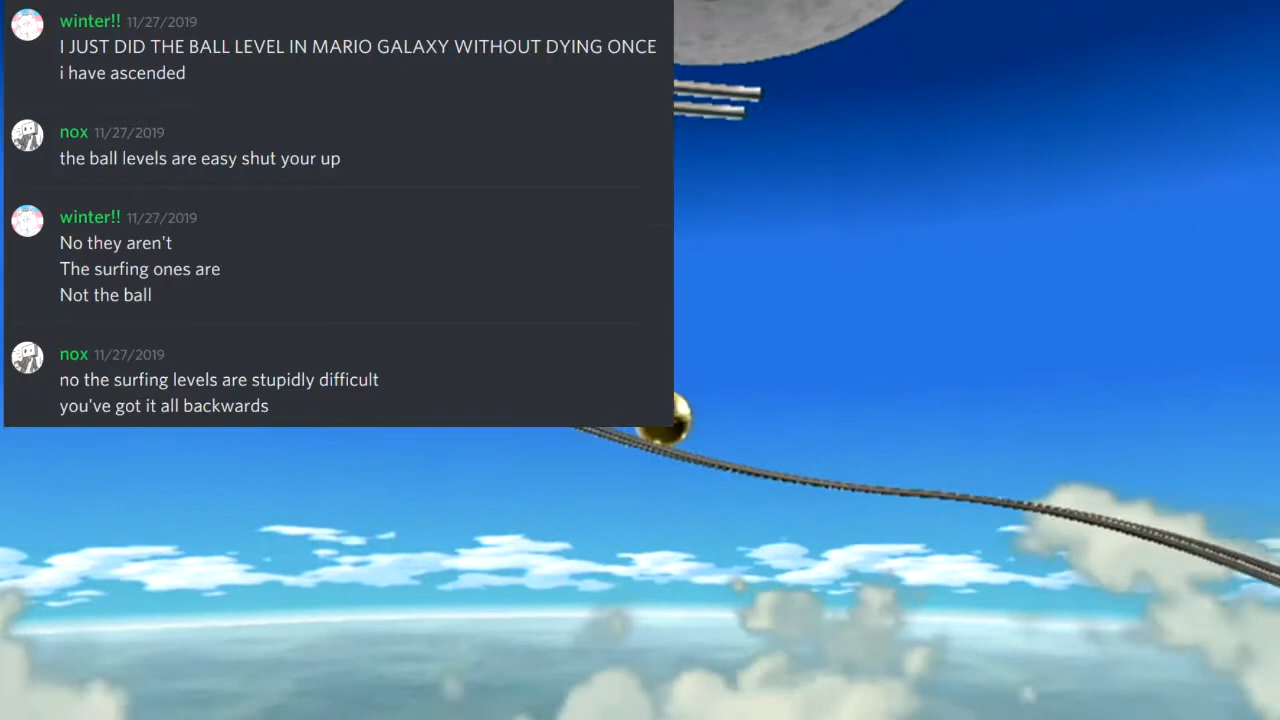 winter!! 11/27/2019
I JUST DID THE BALL LEVEL IN MARIO GALAXY WITHOUT DYING ONCE
i have ascended
nox 11/27/2019
the ball levels are easy shut your up
winter!! 11/27/2019
No they aren't
The surfing ones are
Not the ball
nox 11/27/2019
no the surfing levels are stupidly difficult
you've got it all backwards